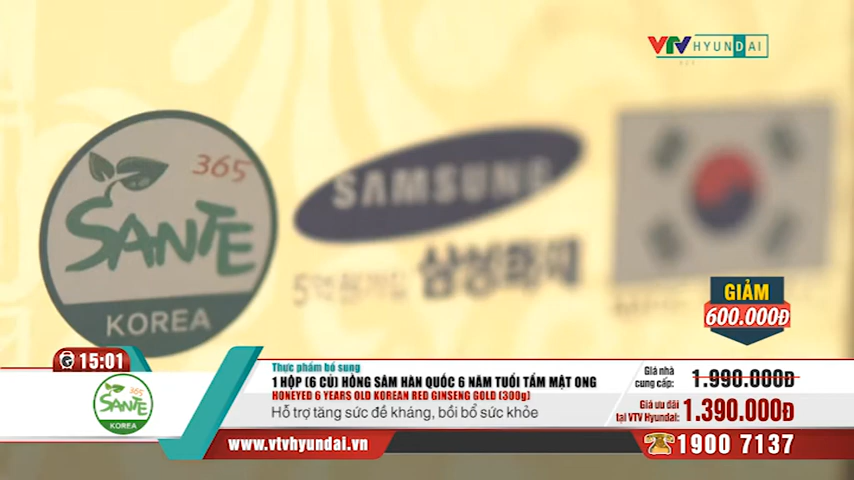 VTV HYUNDAI
365
SANTE
KOREA
SAMSUNG
삼성화재
GIẢM
600.000Đ
15:01
Thực phẩm bổ sung
1 HỘP (6 CỦ) HỒNG SÂM HÀN QUỐC 6 NĂM TUỔI TẨM MẬT ONG
HONEYED 6 YEARS OLD KOREAN RED GINSENG GOLD (300g)
Hỗ trợ tăng sức đề kháng, bồi bổ sức khỏe
Giá nhà
cung cấp: 1.990.000Đ
Giá ưu đãi
tại VTV Hyundai: 1.390.000Đ
365
SANTE
KOREA
www.vtvhyundai.vn
1900 7137